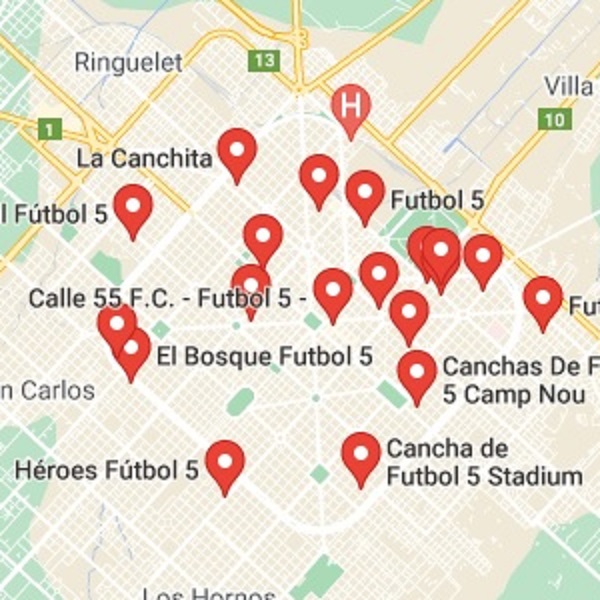 Ringuelet
13
Villa
H
10
1
La Canchita
l Fútbol 5
Futbol 5
Calle 55 F.C. - Futbol 5 -
Fut
El Bosque Futbol 5
Canchas De F
5 Camp Nou
n Carlos
Héroes Fútbol 5
Cancha de
Futbol 5 Stadium
Los Hornos